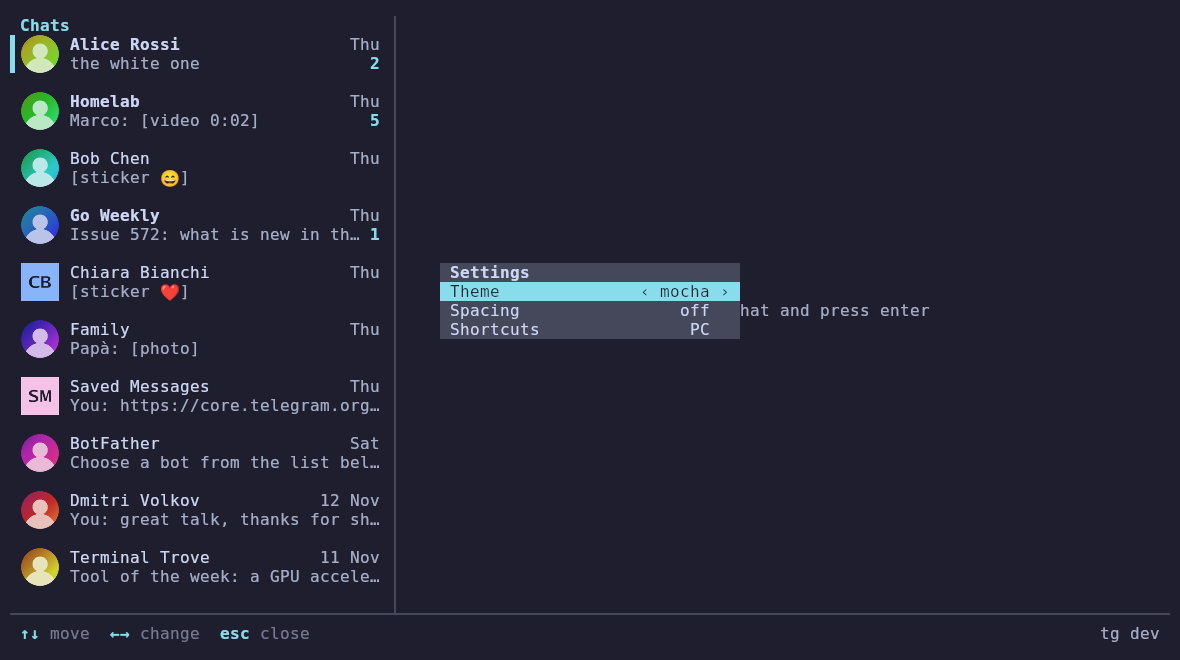 Chats
Alice Rossi Thu
the white one 2
Homelab Thu
Marco: [video 0:02] 5
Bob Chen Thu
[sticker 😄]
Go Weekly Thu
Issue 572: what is new in th… 1
CB
Chiara Bianchi Thu
[sticker ❤️]
Family Thu
Papà: [photo]
SM
Saved Messages Thu
You: https://core.telegram.org…
BotFather Sat
Choose a bot from the list bel…
Dmitri Volkov 12 Nov
You: great talk, thanks for sh…
Terminal Trove 11 Nov
Tool of the week: a GPU accele…
Settings
Theme ‹ mocha ›
Spacing off
Shortcuts PC
hat and press enter
↑↓ move ←→ change esc close
tg dev